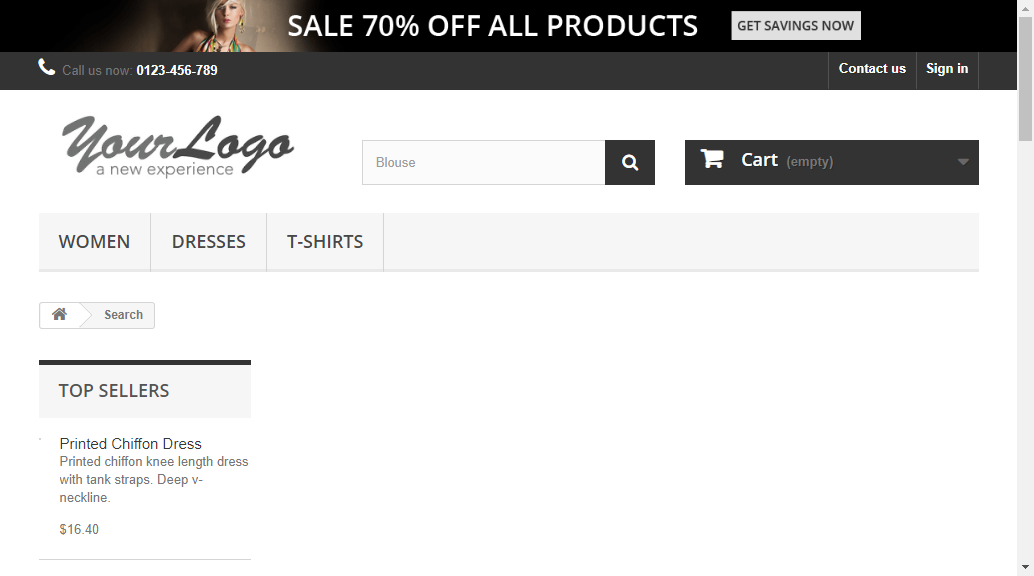 SALE 70% OFF ALL PRODUCTS
GET SAVINGS NOW
Call us now: 0123-456-789
Contact us
Sign in
YourLogo
a new experience
Blouse
Cart (empty)
WOMEN
DRESSES
T-SHIRTS
Search
TOP SELLERS
Printed Chiffon Dress
Printed chiffon knee length dress
with tank straps. Deep v-
neckline.
$16.40